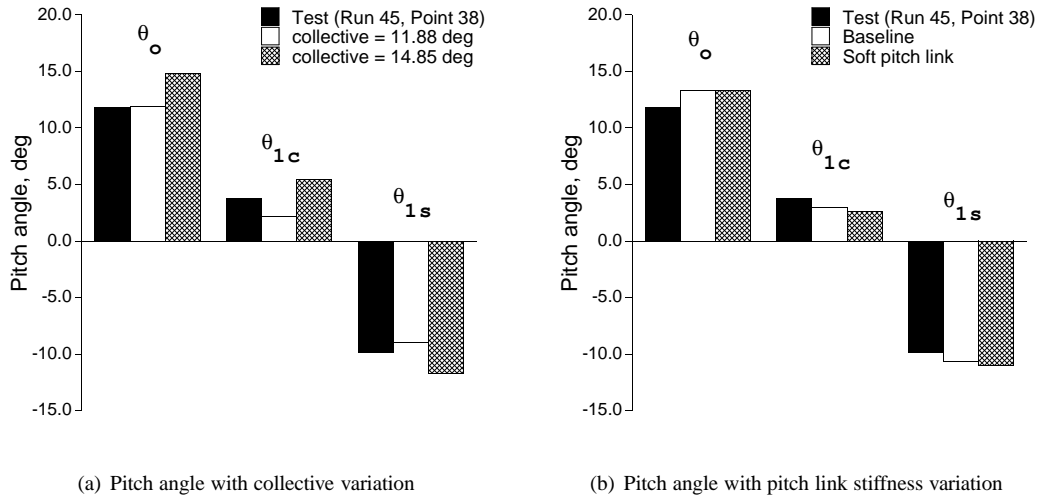 20.0
15.0
10.0
5.0
0.0
-5.0
-10.0
-15.0
Pitch angle, deg
Test (Run 45, Point 38)
collective = 11.88 deg
collective = 14.85 deg
θo
θ1c
θ1s
(a) Pitch angle with collective variation
20.0
15.0
10.0
5.0
0.0
-5.0
-10.0
-15.0
Pitch angle, deg
Test (Run 45, Point 38)
Baseline
Soft pitch link
θo
θ1c
θ1s
(b) Pitch angle with pitch link stiffness variation